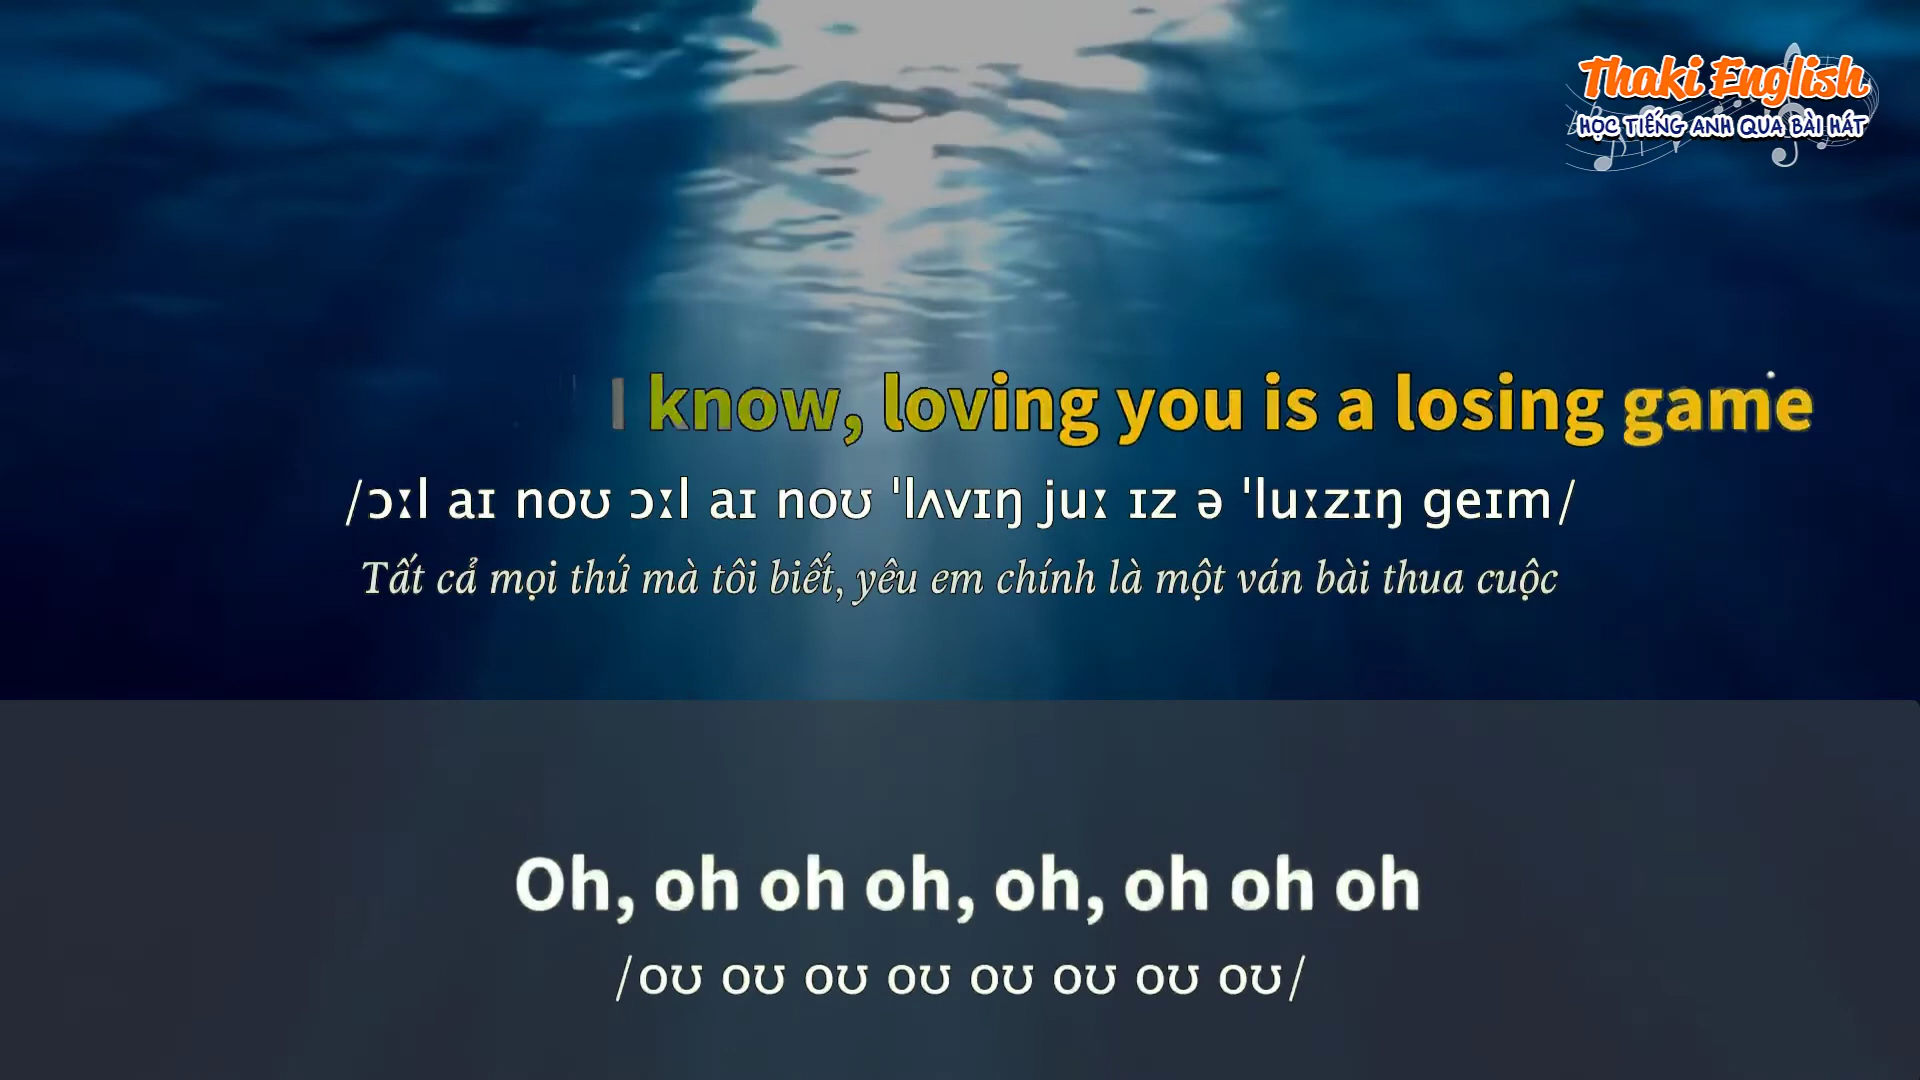 Thaki English
HỌC TIẾNG ANH QUA BÀI HÁT
I know, loving you is a losing game
/ɔːl aɪ noʊ ɔːl aɪ noʊ ˈlʌvɪŋ juː ɪz ə ˈluːzɪŋ ɡeɪm/
Tất cả mọi thứ mà tôi biết, yêu em chính là một ván bài thua cuộc
Oh, oh oh oh, oh, oh oh oh
/oʊ oʊ oʊ oʊ oʊ oʊ oʊ oʊ/